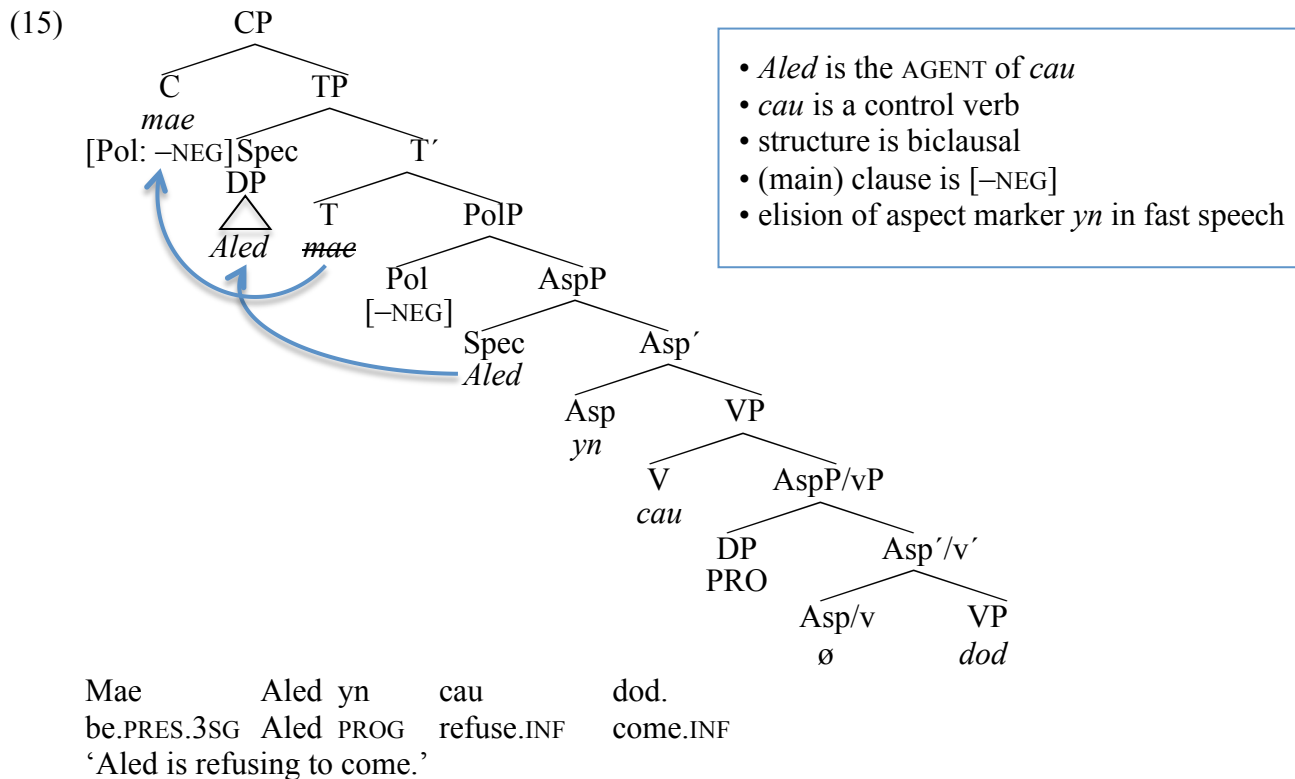 (15)
CP
C TP
mae
[Pol: –NEG] Spec T´
DP
T PolP
Aled mae
Pol AspP
[–NEG]
Spec Asp´
Aled
Asp VP
yn
V AspP/vP
cau
DP Asp´/v´
PRO
Asp/v VP
ø dod
• Aled is the AGENT of cau
• cau is a control verb
• structure is biclausal
• (main) clause is [–NEG]
• elision of aspect marker yn in fast speech
Mae Aled yn cau dod.
be.PRES.3SG Aled PROG refuse.INF come.INF
‘Aled is refusing to come.’